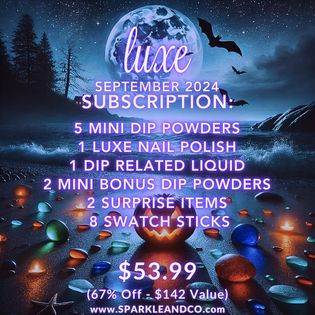 luxe
SEPTEMBER 2024
SUBSCRIPTION:
5 MINI DIP POWDERS
1 LUXE NAIL POLISH
1 DIP RELATED LIQUID
2 MINI BONUS DIP POWDERS
2 SURPRISE ITEMS
8 SWATCH STICKS
$53.99
(67% Off - $142 Value)
www.SPARKLEANDCO.com